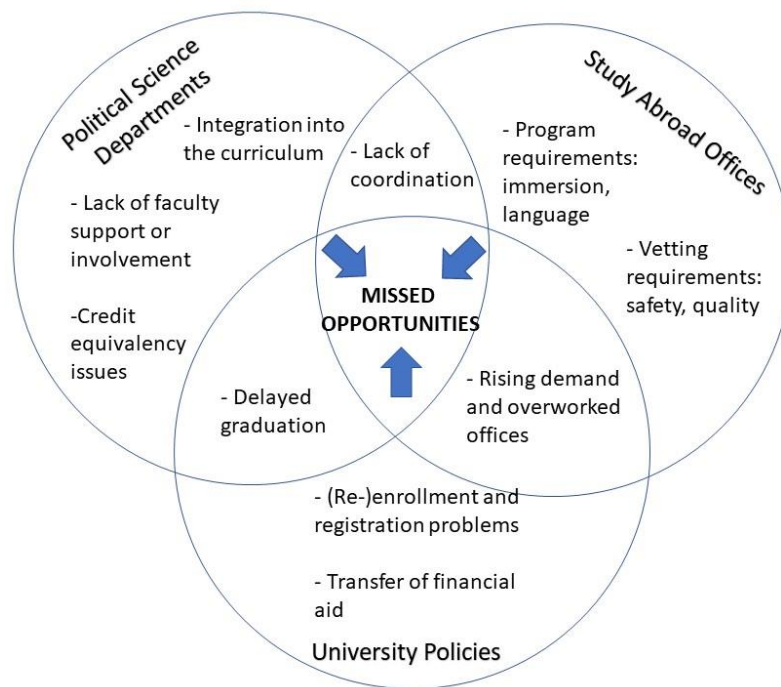 Political Science
Departments
- Integration into
the curriculum
- Lack of faculty
support or
involvement
-Credit
equivalency
issues
- Lack of
coordination
Study Abroad Offices
- Program
requirements:
immersion,
language
- Vetting
requirements:
safety, quality
MISSED
OPPORTUNITIES
- Delayed
graduation
- Rising demand
and overworked
offices
- (Re-)enrollment and
registration problems
- Transfer of financial
aid
University Policies